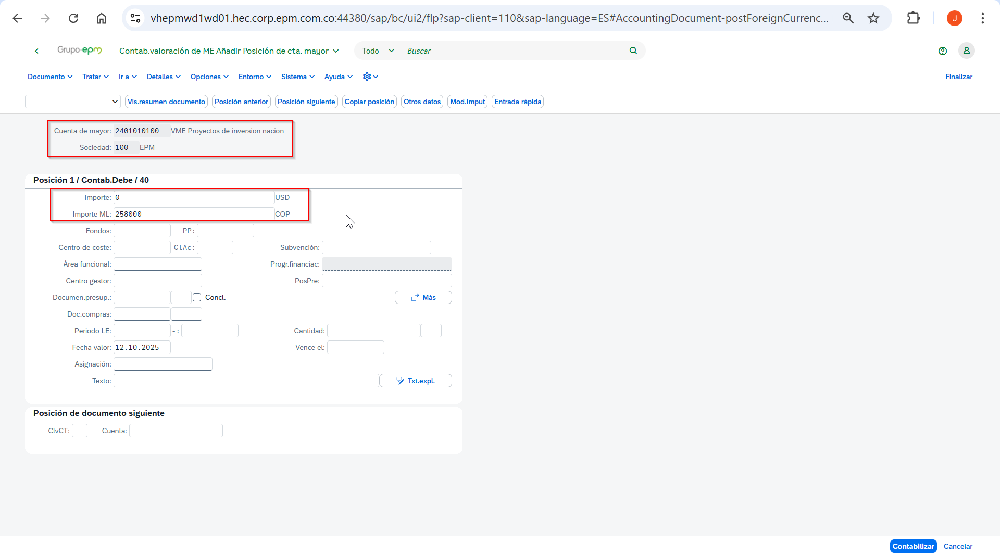 vhepmwd1wd01.hec.corp.epm.com.co:44380/sap/bc/ui2/flp?sap-client=110&sap-language=ES#AccountingDocument-postForeignCurrenc...
J
Grupo·epm
Contab.valoración de ME Añadir Posición de cta. mayor
Todo
Buscar
Documento
Tratar
Ir a
Detalles
Opciones
Entorno
Sistema
Ayuda
Finalizar
Vis.resumen documento
Posición anterior
Posición siguiente
Copiar posición
Otros datos
Mod.Imput
Entrada rápida
Cuenta de mayor: 2401010100 VME Proyectos de inversion nacion
Sociedad: 100 EPM
Posición 1 / Contab.Debe / 40
Importe: 0 USD
Importe ML: 258000 COP
Fondos: PP:
Centro de coste: ClAc: Subvención:
Área funcional: Progr.financiac:
Centro gestor: PosPre:
Documen.presup.: Concl. Más
Doc.compras:
Periodo LE: -: Cantidad:
Fecha valor: 12.10.2025 Vence el:
Asignación:
Texto: Txt.expl.
Posición de documento siguiente
ClvCT: Cuenta:
Contabilizar
Cancelar